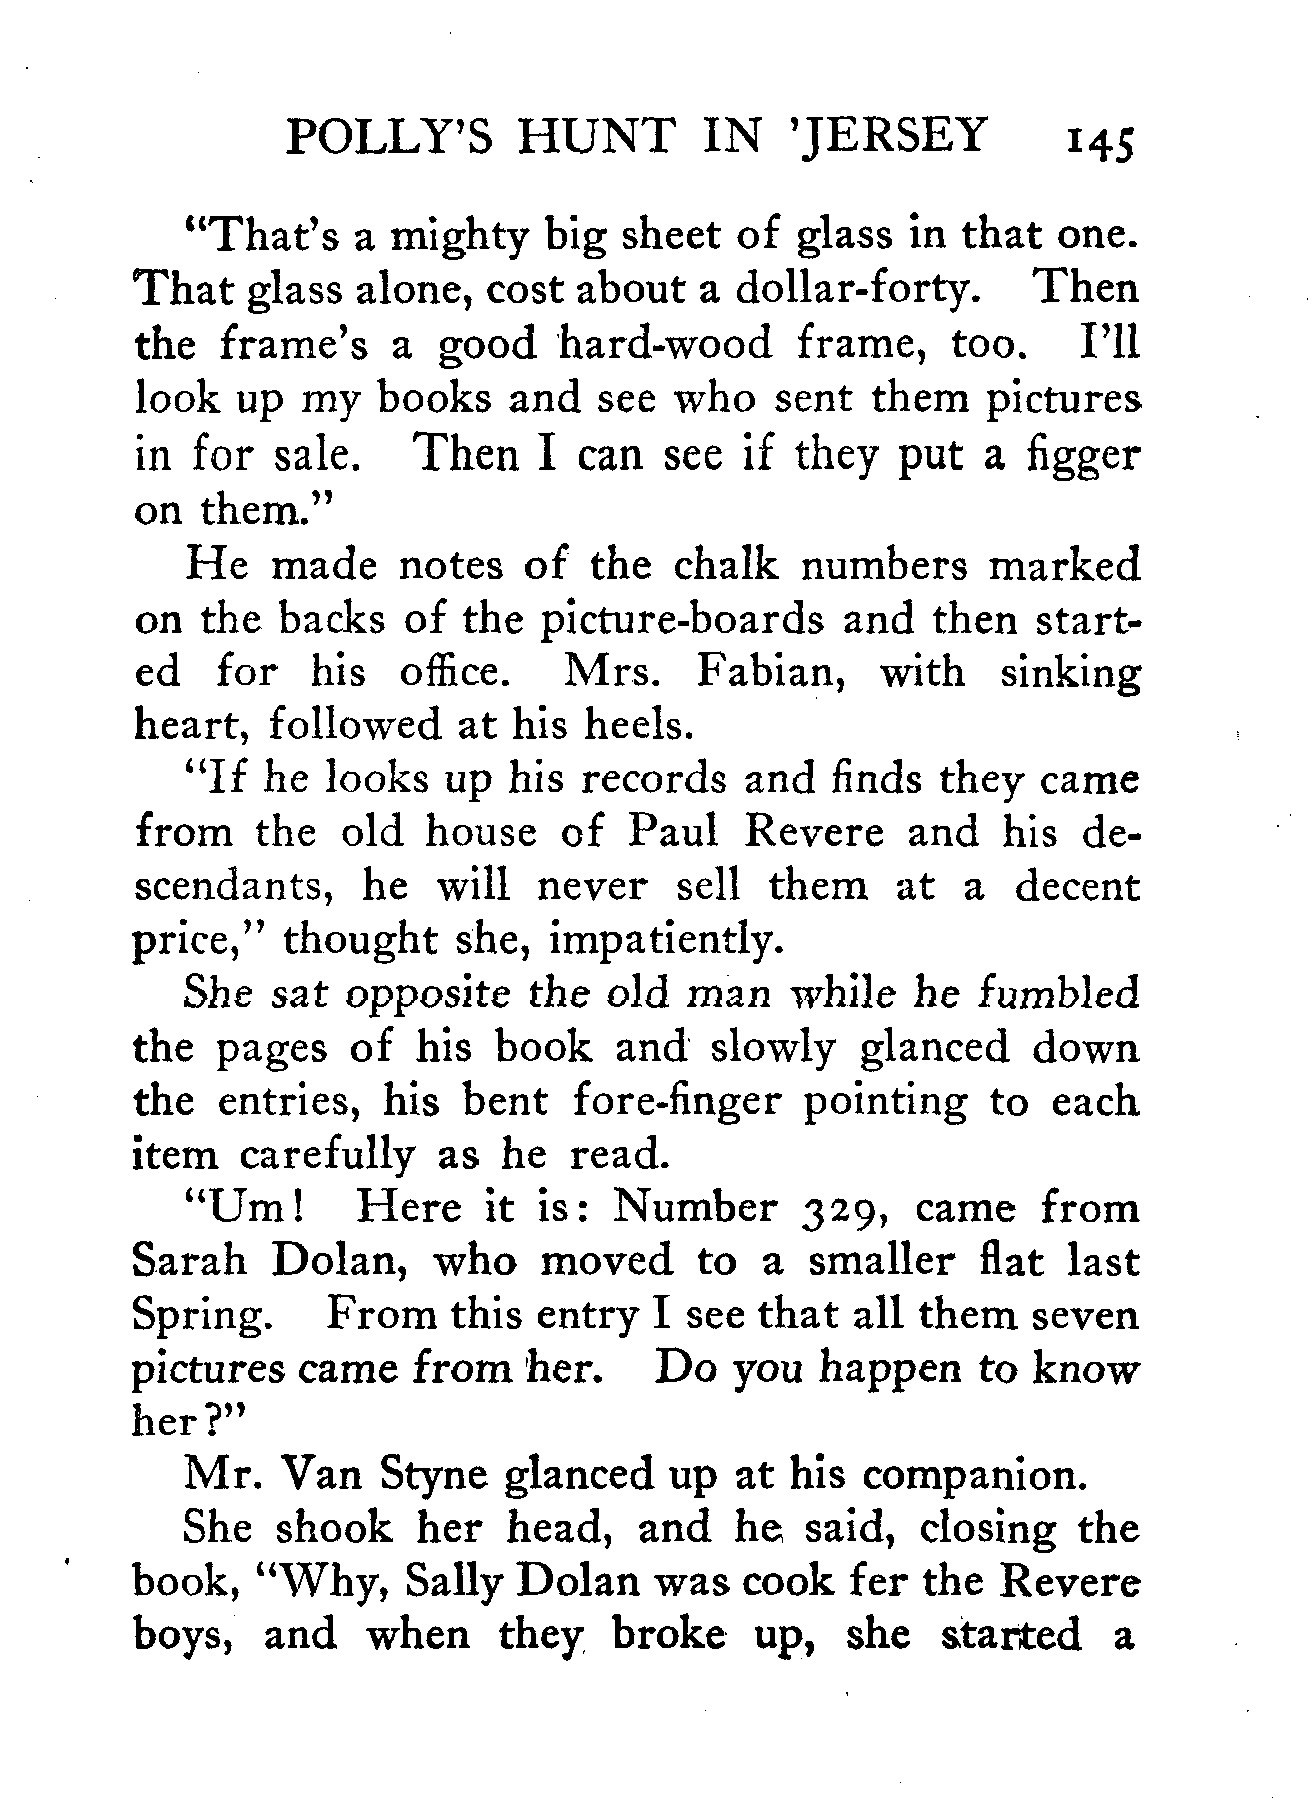 POLLY'S HUNT IN 'JERSEY 145
"That's a mighty big sheet of glass in that one.
That glass alone, cost about a dollar-forty. Then
the frame's a good hard-wood frame, too. I'll
look up my books and see who sent them pictures
in for sale. Then I can see if they put a figger
on them."
He made notes of the chalk numbers marked
on the backs of the picture-boards and then start-
ed for his office. Mrs. Fabian, with sinking
heart, followed at his heels.
"If he looks up his records and finds they came
from the old house of Paul Revere and his de-
scendants, he will never sell them at a decent
price," thought she, impatiently.
She sat opposite the old man while he fumbled
the pages of his book and slowly glanced down
the entries, his bent fore-finger pointing to each
item carefully as he read.
"Um! Here it is: Number 329, came from
Sarah Dolan, who moved to a smaller flat last
Spring. From this entry I see that all them seven
pictures came from her. Do you happen to know
her?"
Mr. Van Styne glanced up at his companion.
She shook her head, and he said, closing the
book, "Why, Sally Dolan was cook fer the Revere
boys, and when they broke up, she started a